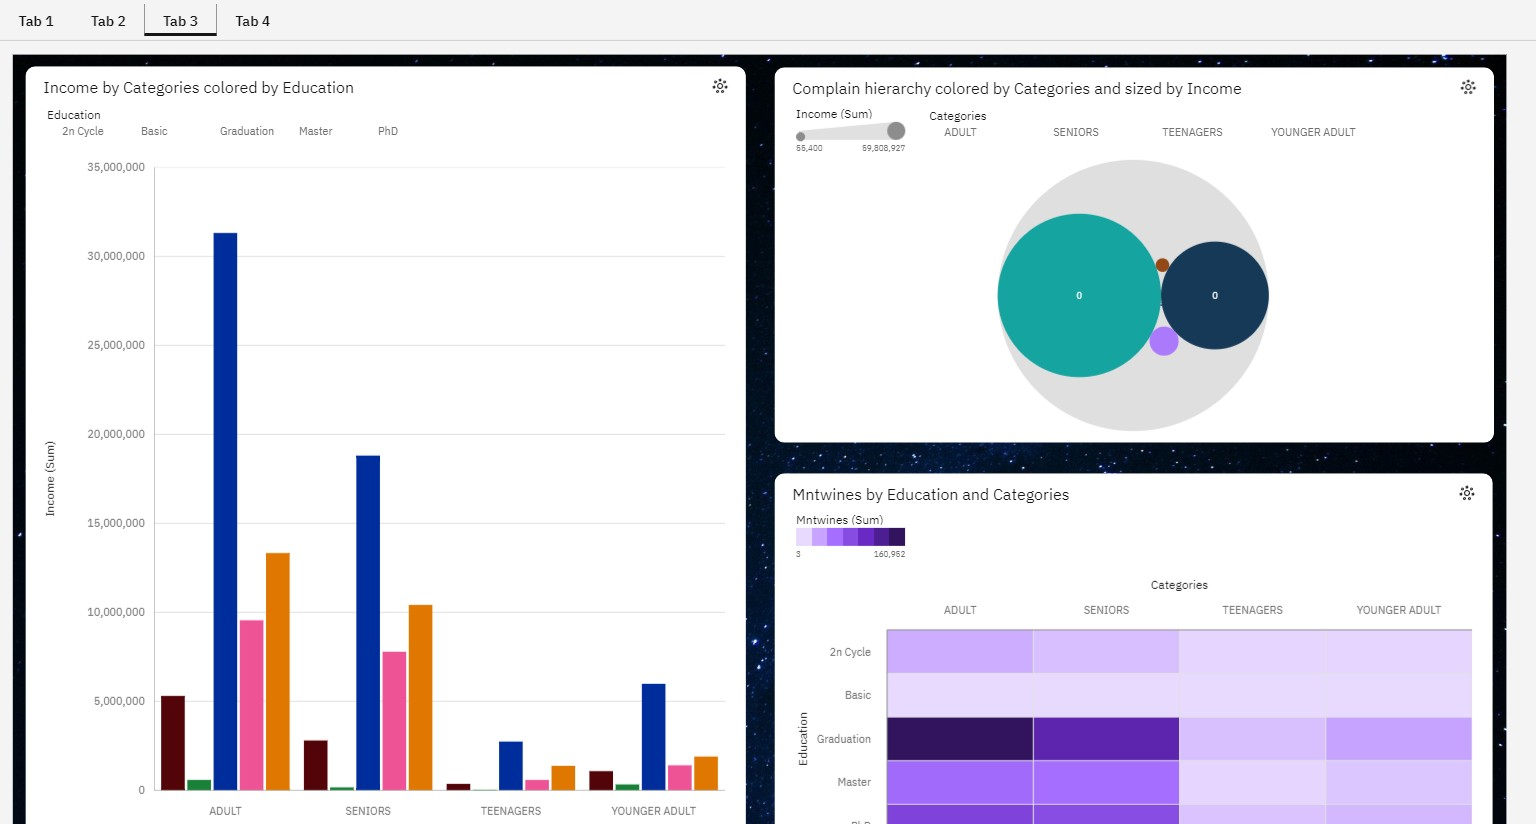 Tab 1 Tab 2 Tab 3 Tab 4
Income by Categories colored by Education
Education
2n Cycle Basic Graduation Master PhD
35,000,000
30,000,000
25,000,000
20,000,000
15,000,000
10,000,000
5,000,000
0
Income (Sum)
ADULT SENIORS TEENAGERS YOUNGER ADULT
Complain hierarchy colored by Categories and sized by Income
Income (Sum)
55,400 59,808,927
Categories
ADULT SENIORS TEENAGERS YOUNGER ADULT
0 0
Mntwines by Education and Categories
Mntwines (Sum)
3 160,952
Categories
ADULT SENIORS TEENAGERS YOUNGER ADULT
Education
2n Cycle
Basic
Graduation
Master
PhD